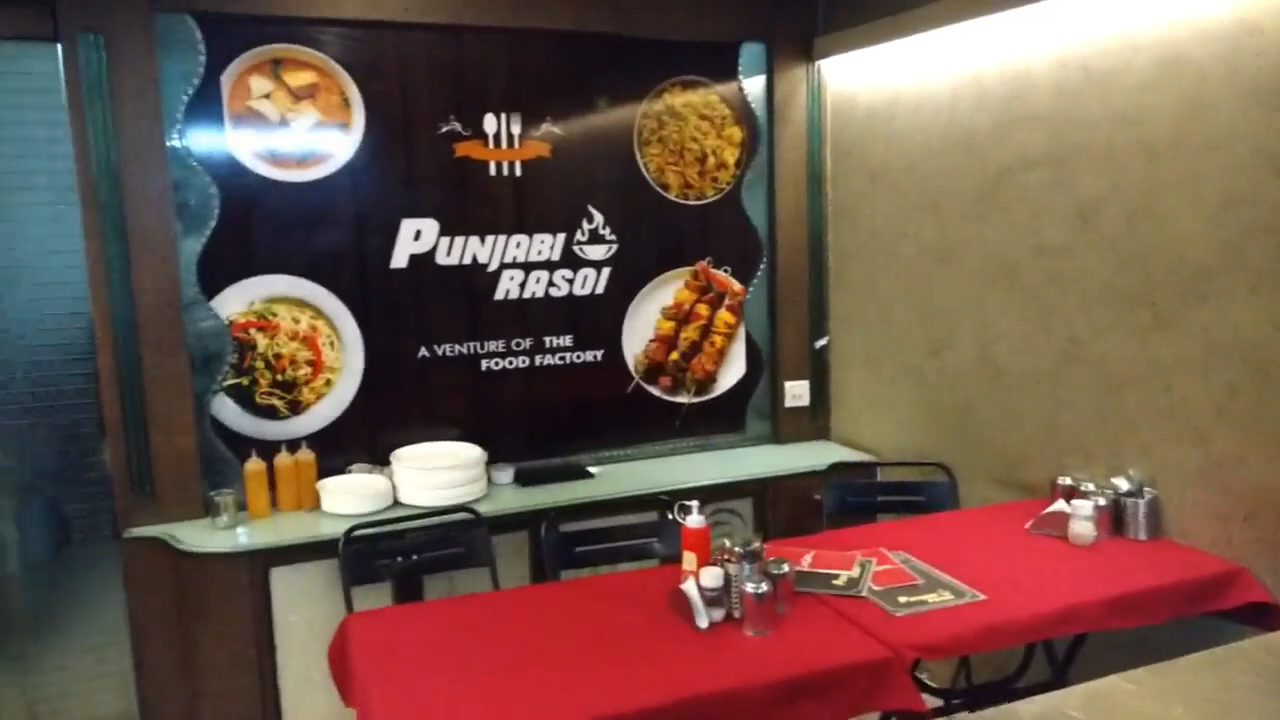 PUNJABI
RASOI
A VENTURE OF THE
FOOD FACTORY